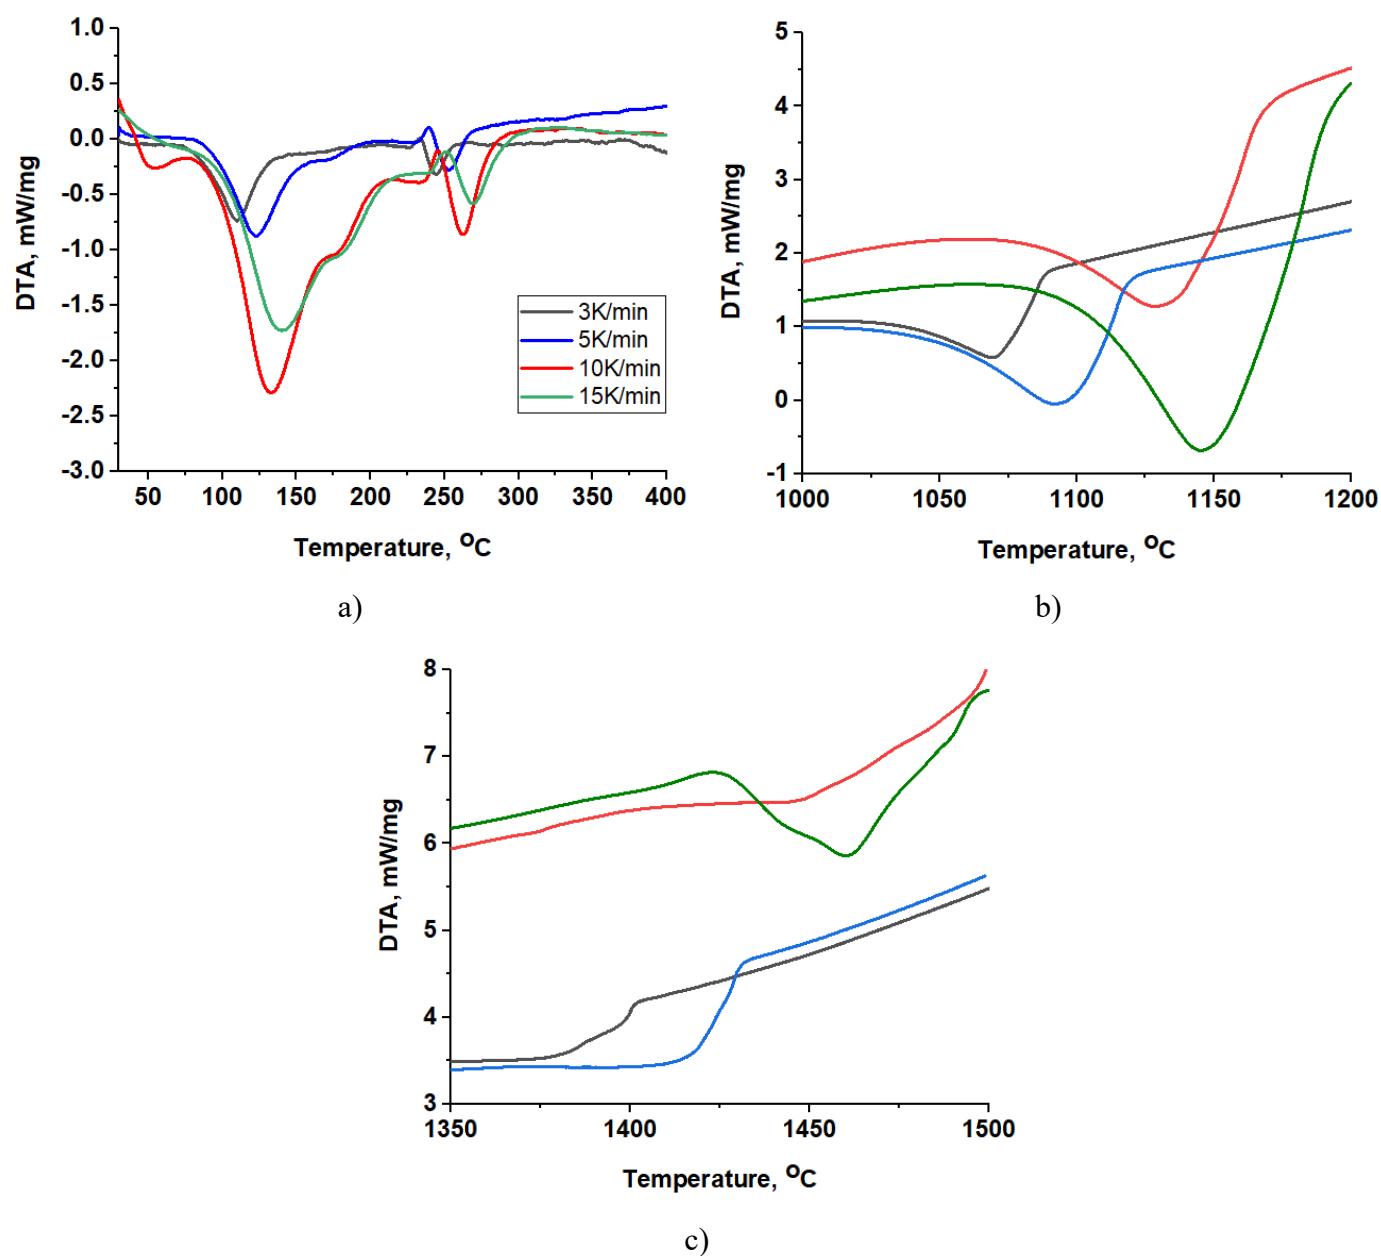 1.0
0.5
0.0
-0.5
-1.0
-1.5
-2.0
-2.5
-3.0
DTA, mW/mg
50 100 150 200 250 300 350 400
Temperature, °C
3K/min
5K/min
10K/min
15K/min
a)
5
4
3
2
1
0
-1
DTA, mW/mg
1000 1050 1100 1150 1200
Temperature, °C
b)
8
7
6
5
4
3
DTA, mW/mg
1350 1400 1450 1500
Temperature, °C
c)